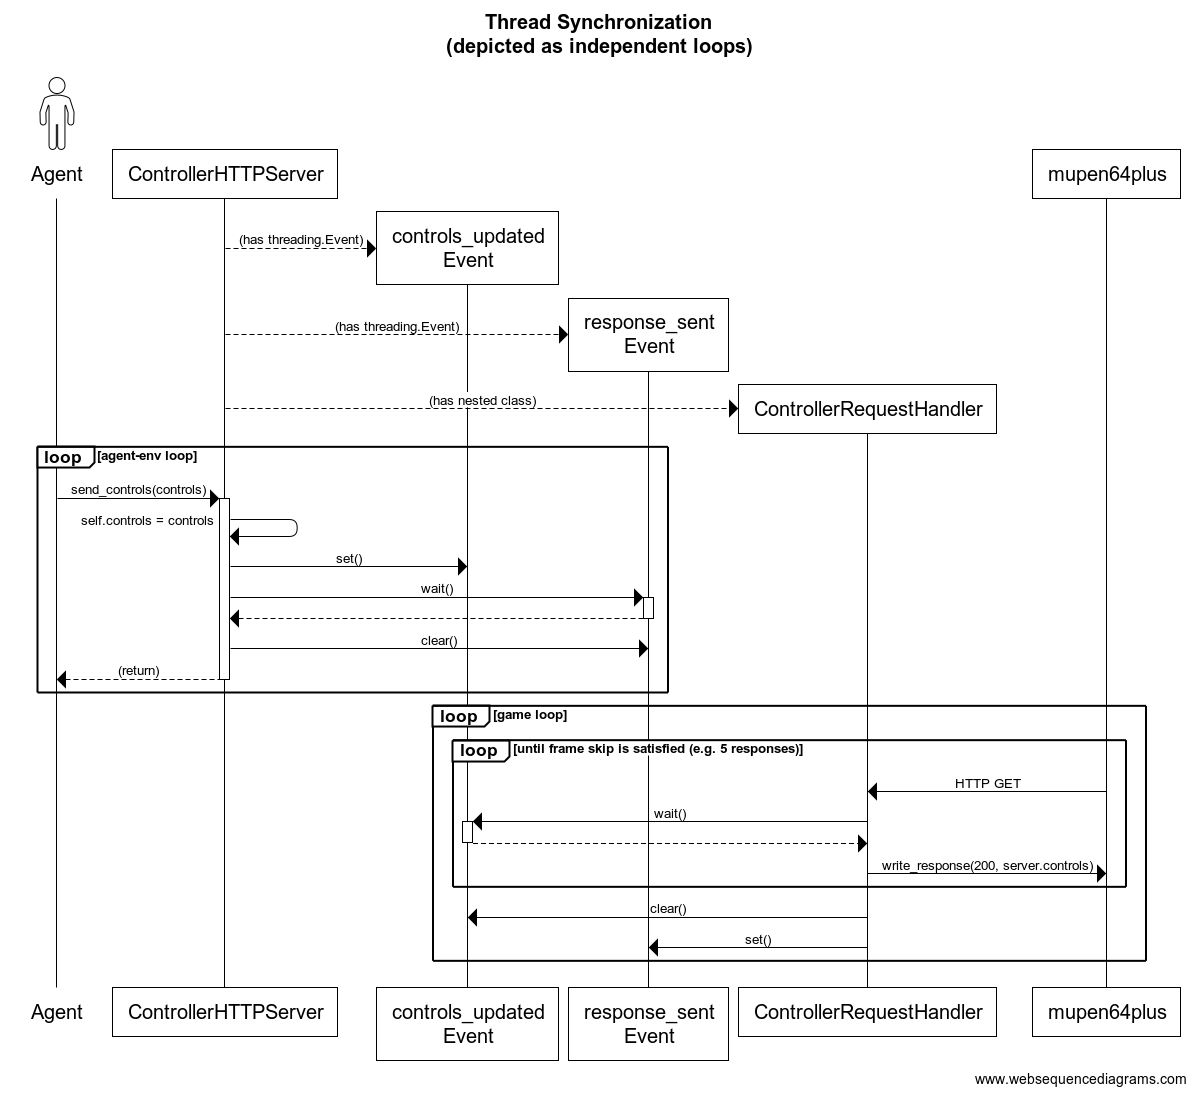 Thread Synchronization
(depicted as independent loops)
Agent
ControllerHTTPServer
mupen64plus
(has threading.Event)
controls_updated
Event
(has threading.Event)
response_sent
Event
(has nested class)
ControllerRequestHandler
loop [agent-env loop]
send_controls(controls)
self.controls = controls
set()
wait()
clear()
(return)
loop [game loop]
loop [until frame skip is satisfied (e.g. 5 responses)]
HTTP GET
wait()
write_response(200, server.controls)
clear()
set()
Agent
ControllerHTTPServer
controls_updated
Event
response_sent
Event
ControllerRequestHandler
mupen64plus
www.websequencediagrams.com